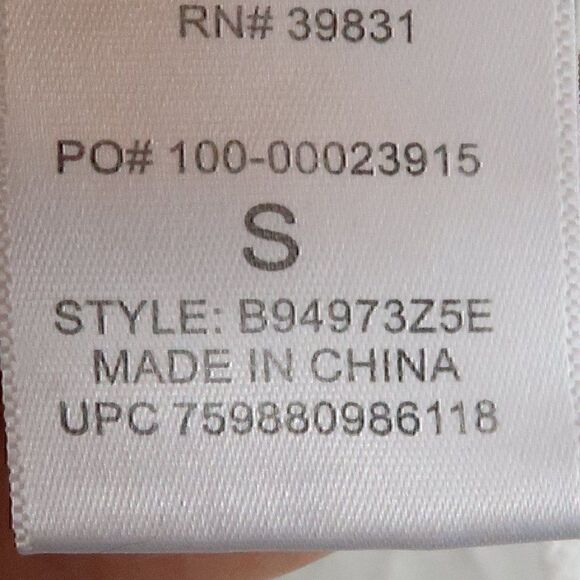 RN# 39831
PO# 100-00023915
S
STYLE: B94973Z5E
MADE IN CHINA
UPC 759880986118